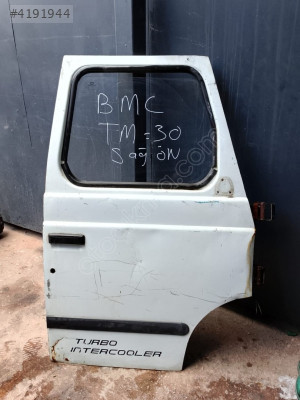 #4191944
BMC
TM=30
Sağ ÖN
TURBO
INTERCOOLER